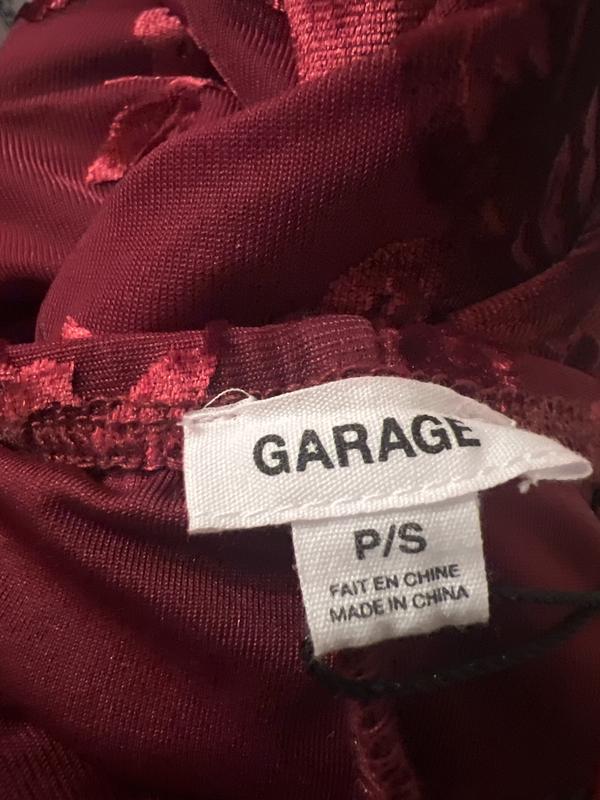 GARAGE
P/S
FAIT EN CHINE
MADE IN CHINA